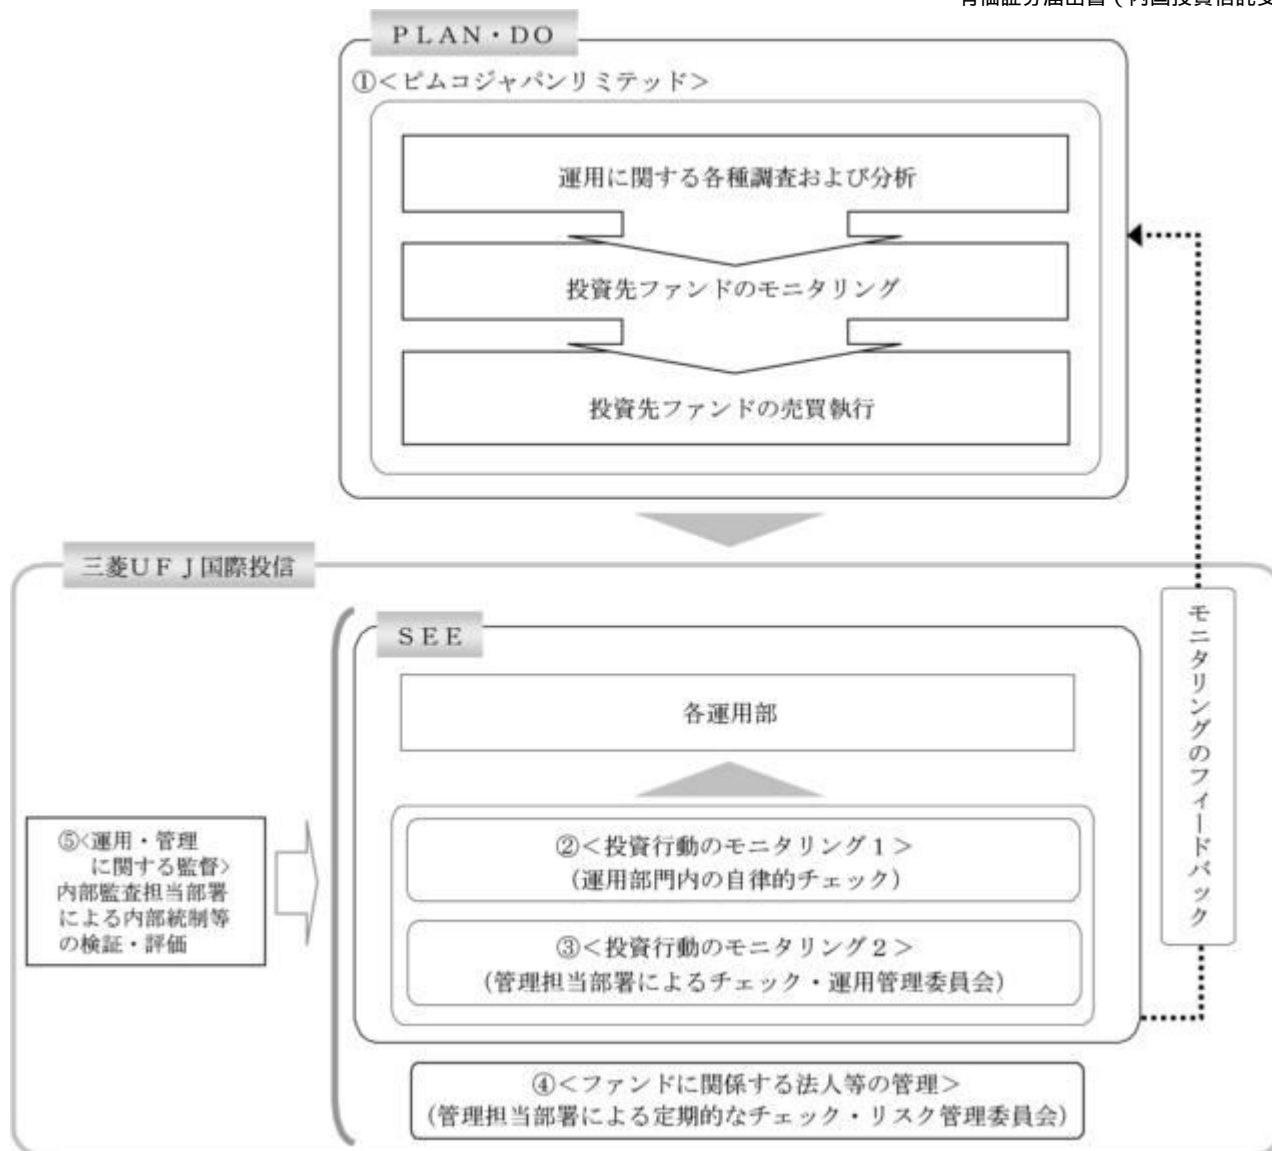 ＰＬＡＮ・ＤＯ
①＜ピムコジャパンリミテッド＞
運用に関する各種調査および分析
投資先ファンドのモニタリング
投資先ファンドの売買執行
三菱ＵＦＪ国際投信
ＳＥＥ
各運用部
②＜投資行動のモニタリング１＞
（運用部門内の自律的チェック）
③＜投資行動のモニタリング２＞
（管理担当部署によるチェック・運用管理委員会）
④＜ファンドに関係する法人等の管理＞
（管理担当部署による定期的なチェック・リスク管理委員会）
⑤<運用・管理
に関する監督>
内部監査担当部署
による内部統制等
の検証・評価
モニタリングのフィードバック